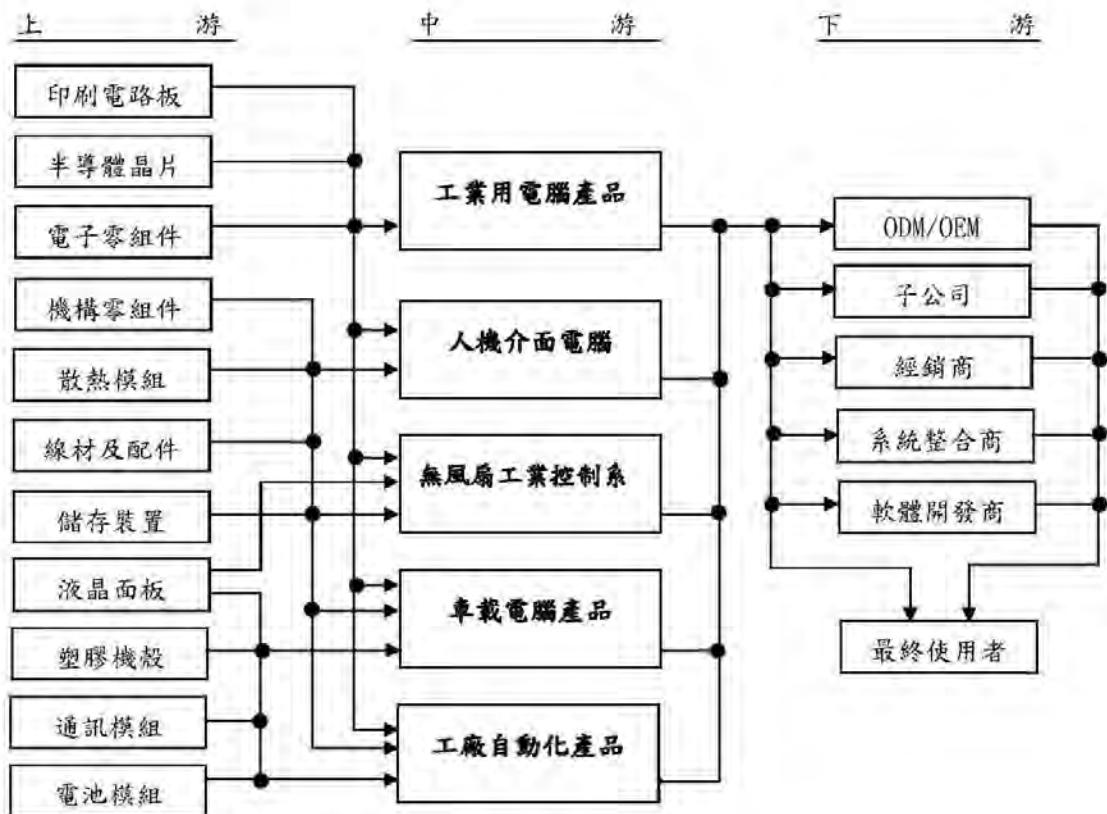 上游
中游
下游
印刷電路板
半導體晶片
電子零組件
機構零組件
散熱模組
線材及配件
儲存裝置
液晶面板
塑膠機殼
通訊模組
電池模組
工業用電腦產品
人機介面電腦
無風扇工業控制系
車載電腦產品
工廠自動化產品
ODM/OEM
子公司
經銷商
系統整合商
軟體開發商
最終使用者